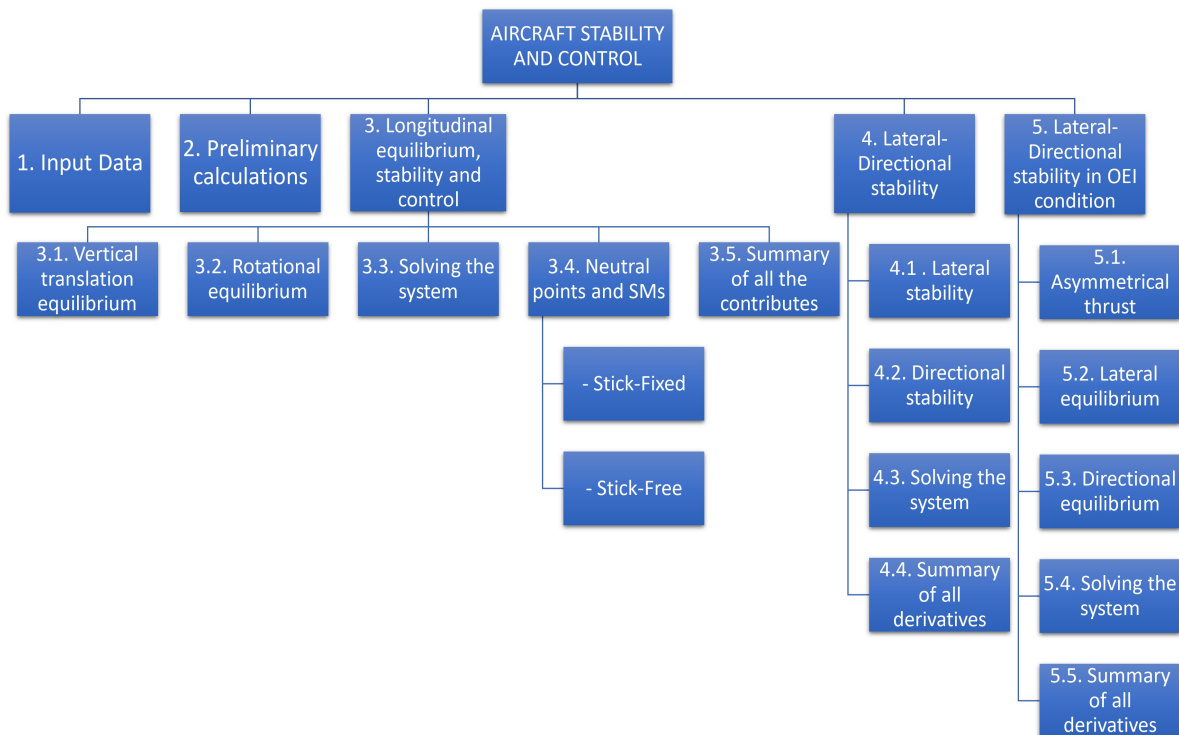 AIRCRAFT STABILITY
AND CONTROL
1. Input Data
2. Preliminary
calculations
3. Longitudinal
equilibrium,
stability and
control
4. Lateral-
Directional
stability
5. Lateral-
Directional
stability in OEI
condition
3.1. Vertical
translation
equilibrium
3.2. Rotational
equilibrium
3.3. Solving the
system
3.4. Neutral
points and SMs
3.5. Summary
of all the
contributes
- Stick-Fixed
- Stick-Free
4.1 . Lateral
stability
4.2. Directional
stability
4.3. Solving the
system
4.4. Summary
of all
derivatives
5.1.
Asymmetrical
thrust
5.2. Lateral
equilibrium
5.3. Directional
equilibrium
5.4. Solving the
system
5.5. Summary
of all
derivatives